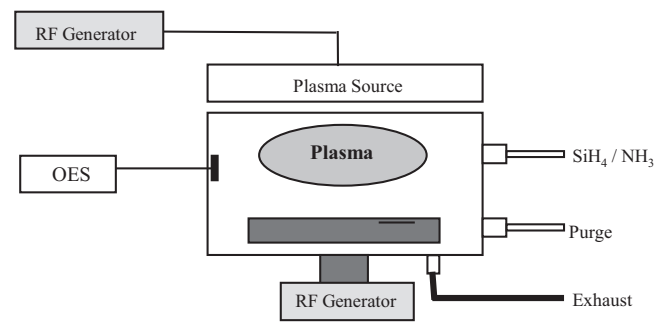 RF Generator
Plasma Source
Plasma
OES
SiH₄ / NH₃
Purge
RF Generator
Exhaust